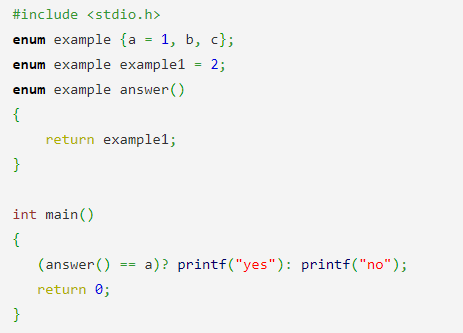 #include <stdio.h>
enum example {a = 1, b, c};
enum example example1 = 2;
enum example answer()
{
    return example1;
}

int main()
{
   (answer() == a)? printf("yes"): printf("no");
   return 0;
}